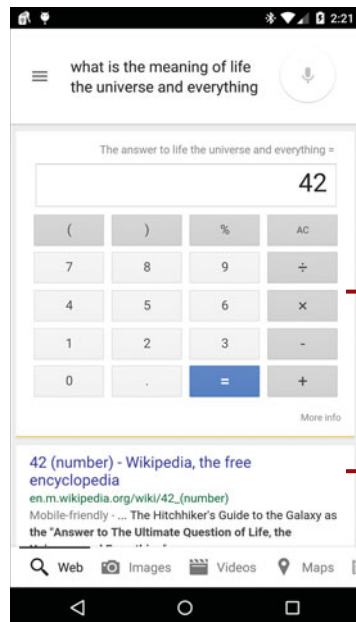 2:21
what is the meaning of life
the universe and everything
The answer to life the universe and everything =
42
( ) % AC
7 8 9 ÷
4 5 6 ×
1 2 3 -
0 . = +
More info
42 (number) - Wikipedia, the free
encyclopedia
en.m.wikipedia.org/wiki/42_(number)
Mobile-friendly - ... The Hitchhiker's Guide to the Galaxy as
the "Answer to The Ultimate Question of Life, the
Web Images Videos Maps